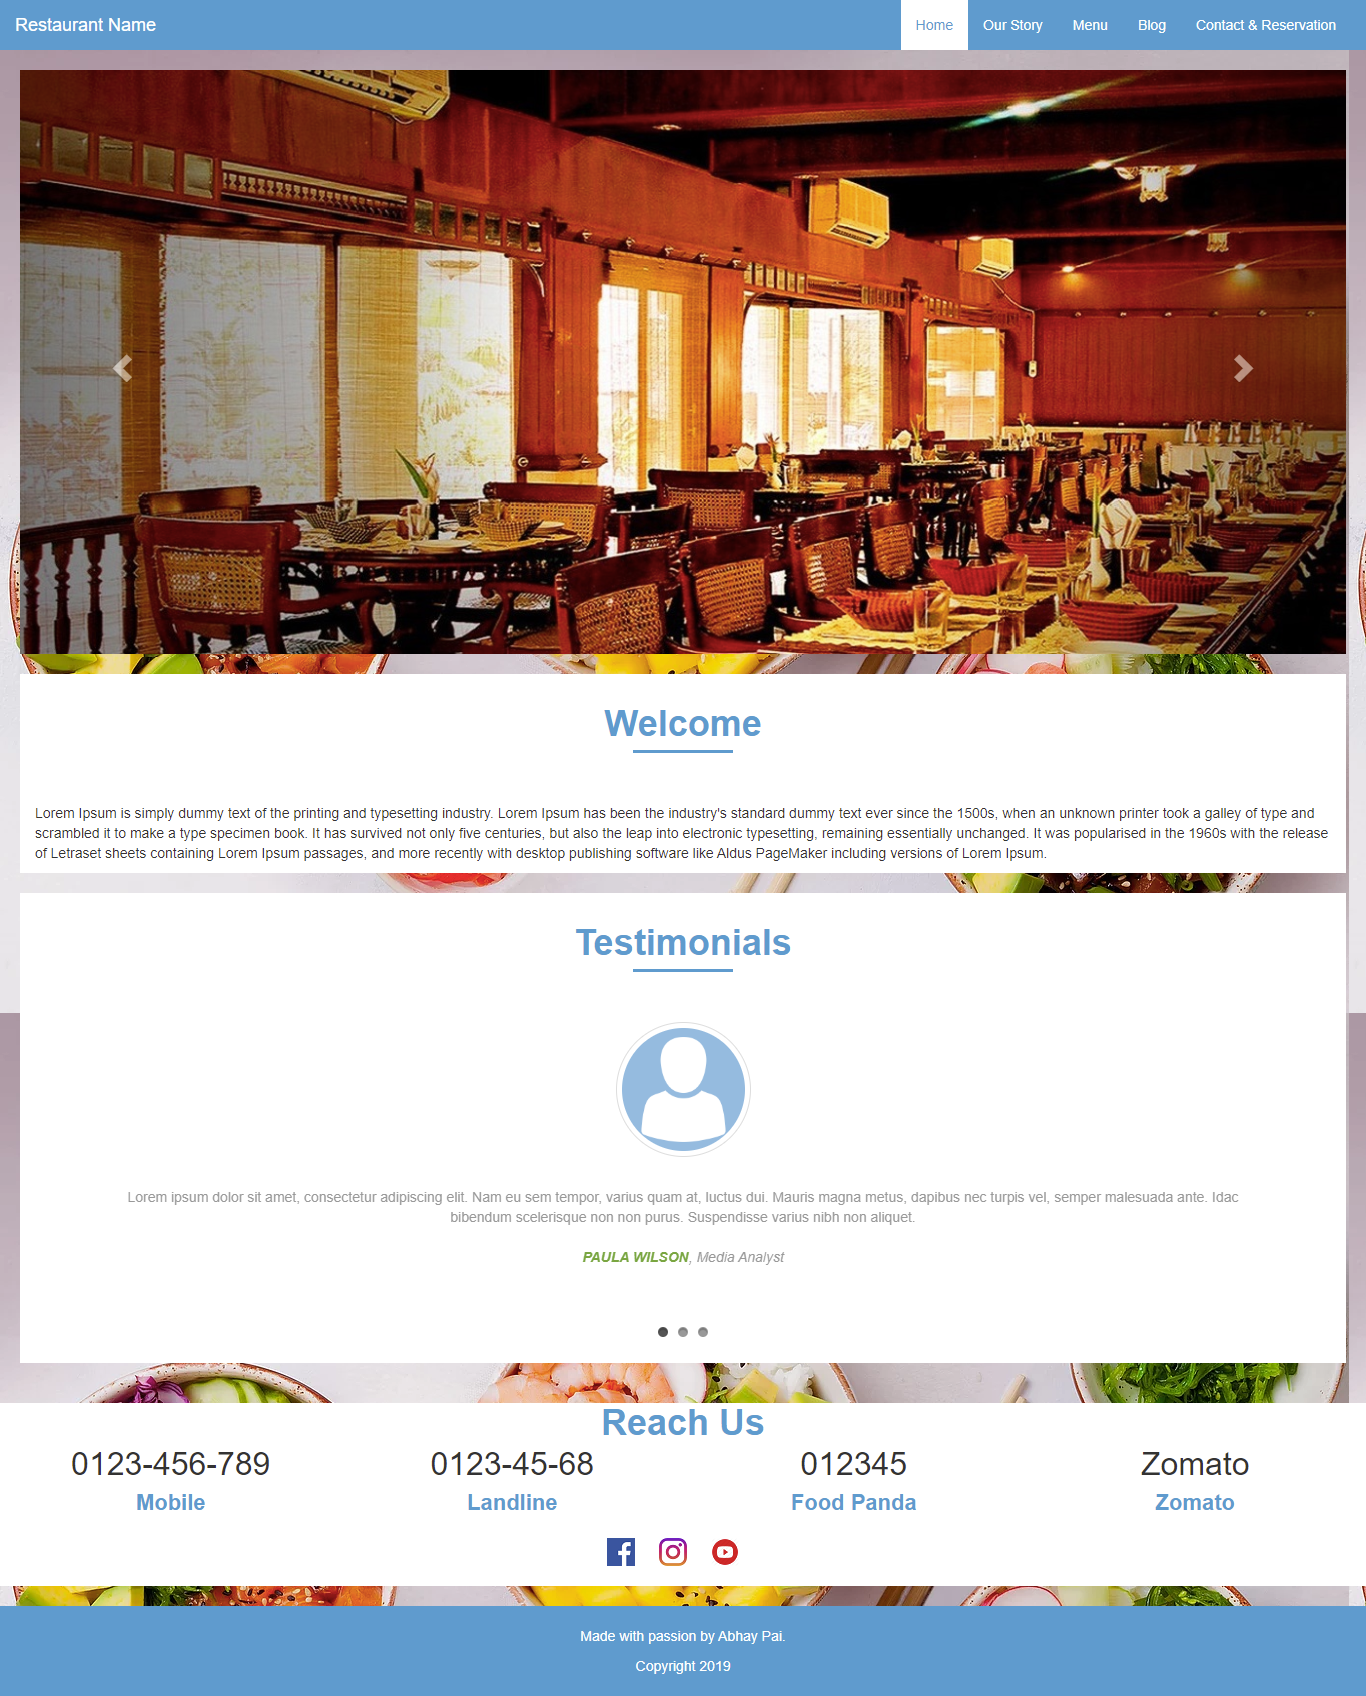 Restaurant Name
Home
Our Story
Menu
Blog
Contact & Reservation
Welcome
Lorem Ipsum is simply dummy text of the printing and typesetting industry. Lorem Ipsum has been the industry's standard dummy text ever since the 1500s, when an unknown printer took a galley of type and
scrambled it to make a type specimen book. It has survived not only five centuries, but also the leap into electronic typesetting, remaining essentially unchanged. It was popularised in the 1960s with the release
of Letraset sheets containing Lorem Ipsum passages, and more recently with desktop publishing software like Aldus PageMaker including versions of Lorem Ipsum.
Testimonials
Lorem ipsum dolor sit amet, consectetur adipiscing elit. Nam eu sem tempor, varius quam at, luctus dui. Mauris magna metus, dapibus nec turpis vel, semper malesuada ante. Idac
bibendum scelerisque non non purus. Suspendisse varius nibh non aliquet.
PAULA WILSON, Media Analyst
Reach Us
0123-456-789
Mobile
0123-45-68
Landline
012345
Food Panda
Zomato
Zomato
Made with passion by Abhay Pai.
Copyright 2019